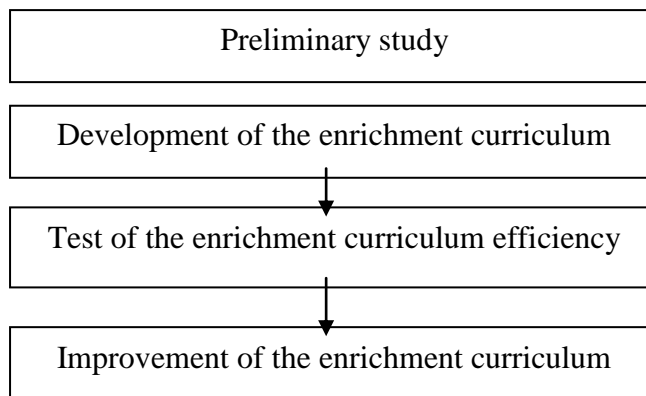 Preliminary study
Development of the enrichment curriculum
Test of the enrichment curriculum efficiency
Improvement of the enrichment curriculum